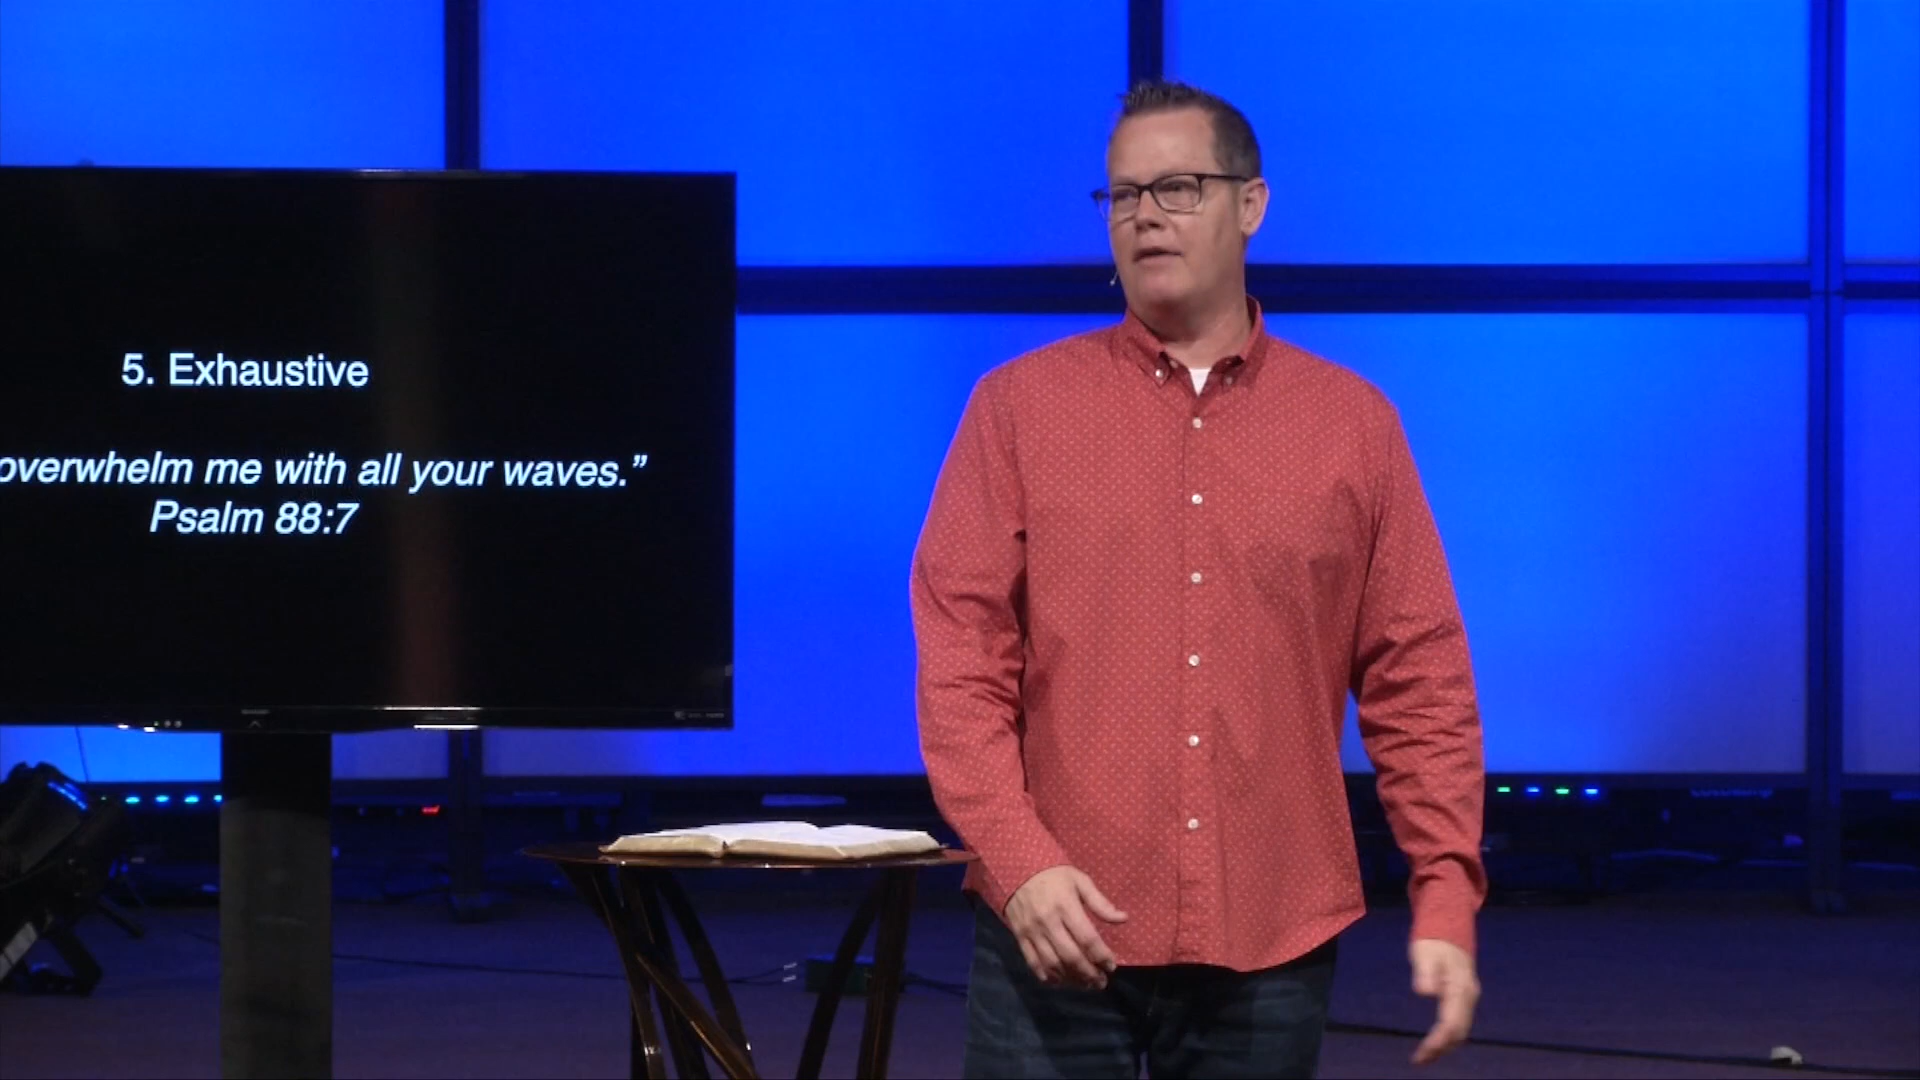 5. Exhaustive
overwhelm me with all your waves.”
Psalm 88:7